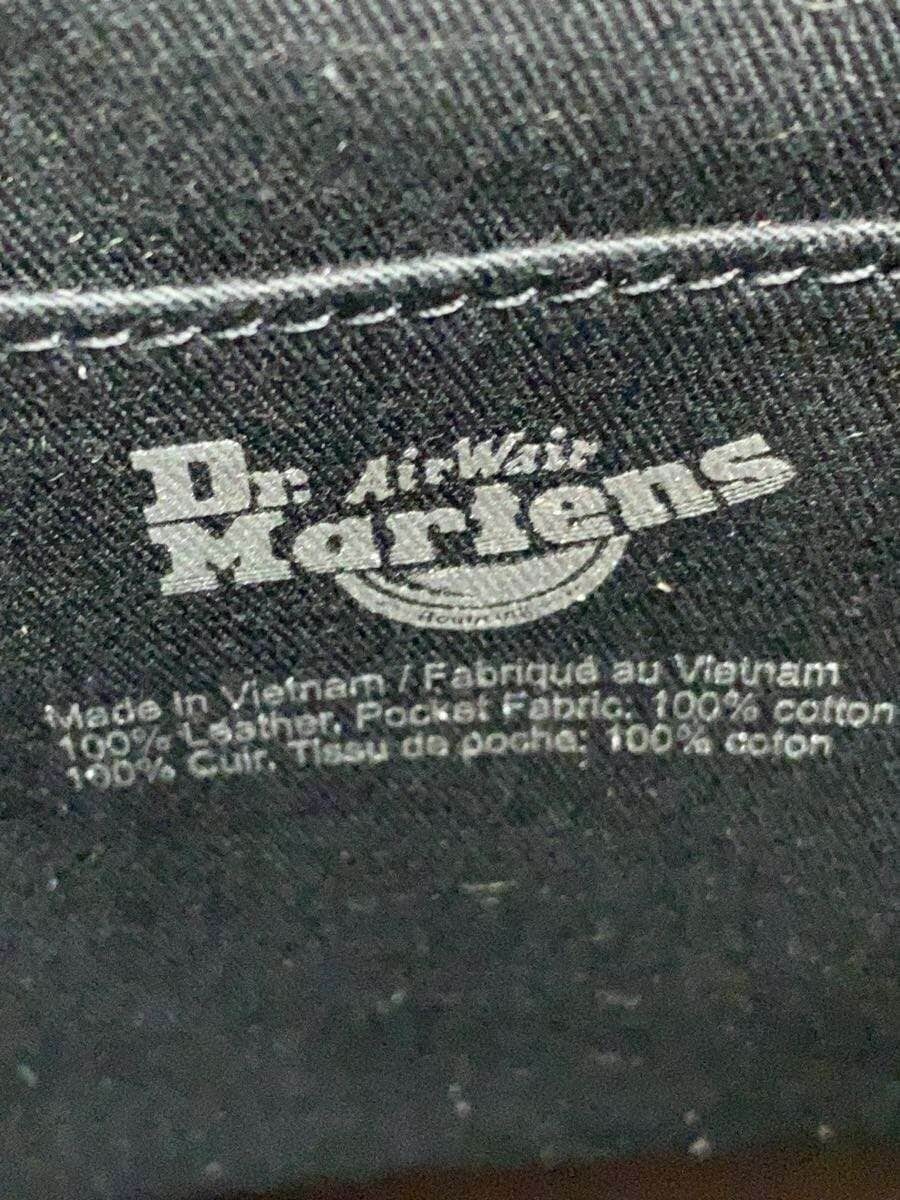 Dr. AirWair
Martens
Made In Vietnam / Fabriqué au Vietnam
100% Leather, Pocket Fabric: 100% cotton
100% Cuir, Tissu de poche: 100% coton